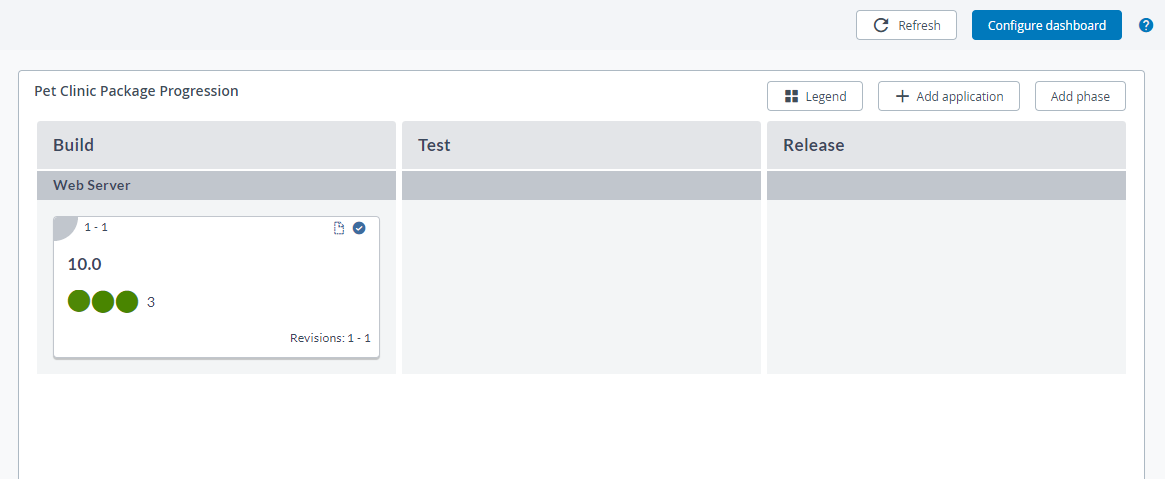 Refresh
Configure dashboard
?
Pet Clinic Package Progression
Legend
+ Add application
Add phase
Build
Test
Release
Web Server
1 - 1
10.0
3
Revisions: 1 - 1